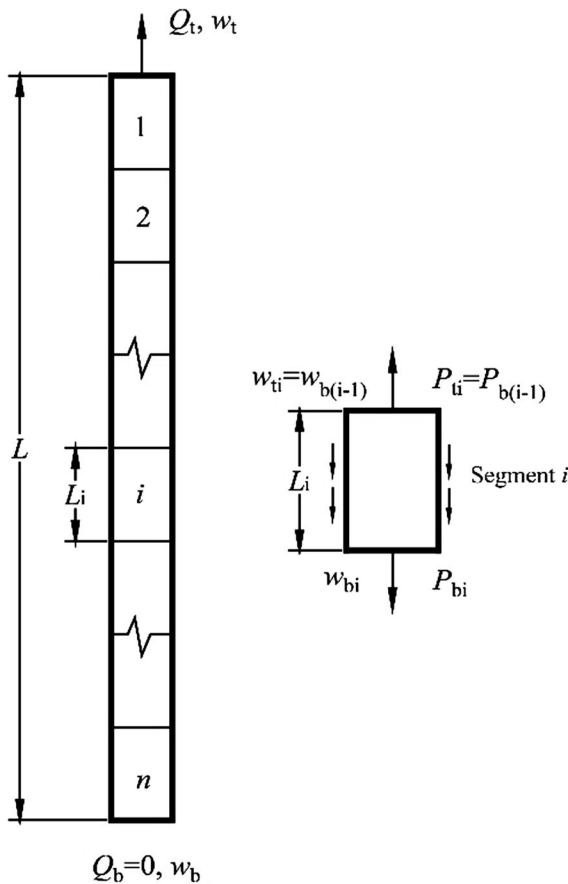 Qt, wt
1
2
wti=wb(i-1)
Pti=Pb(i-1)
L
Li
i
Li
Segment i
wbi
Pbi
n
Qb=0, wb